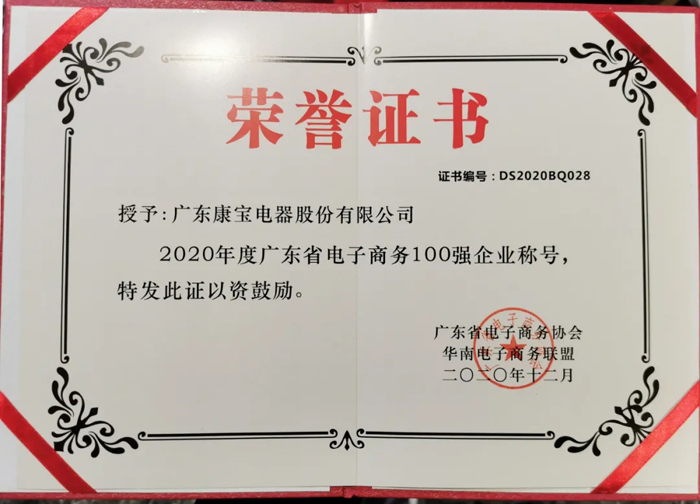 荣誉证书
证书编号：DS2020BQ028
授予：广东康宝电器股份有限公司
2020年度广东省电子商务100强企业称号，
特发此证以资鼓励。
广东省电子商务协会
华南电子商务联盟
二〇二〇年十二月